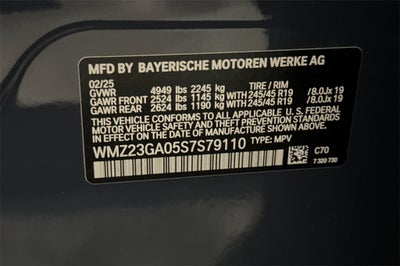 MFD BY BAYERISCHE MOTOREN WERKE AG
02/25
GVWR 4949 lbs 2245 kg TIRE / RIM
GAWR FRONT 2524 lbs 1145 kg WITH 245/45 R19 /8.0Jx 19
GAWR REAR 2624 lbs 1190 kg WITH 245/45 R19 /8.0Jx 19
THIS VEHICLE CONFORMS TO ALL APPLICABLE U.S. FEDERAL
MOTOR VEHICLE SAFETY STANDARDS IN EFFECT
ON THE DATE OF MANUFACTURE SHOWN ABOVE.
WMZ23GA05S7S79110 TYPE: MPV
C70
7 320 730